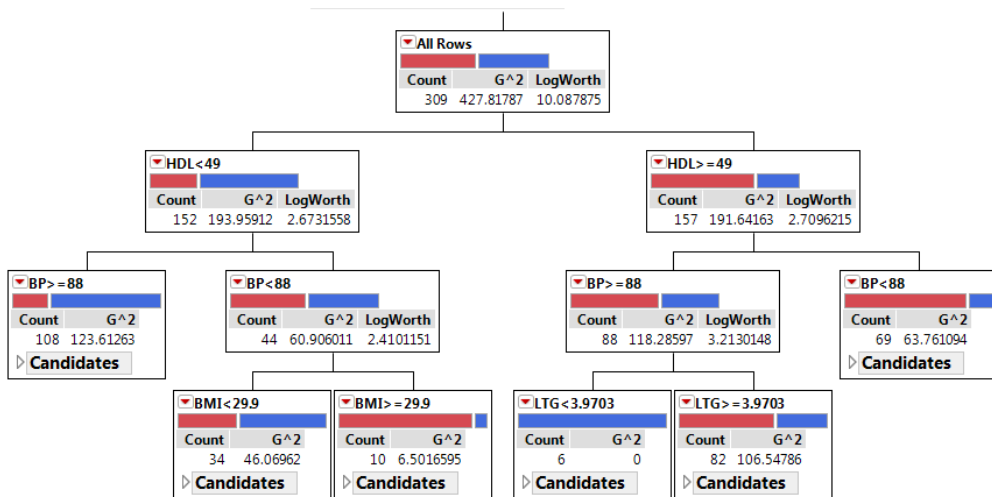 All Rows
Count G^2 LogWorth
309 427.81787 10.087875
HDL<49
Count G^2 LogWorth
152 193.95912 2.6731558
HDL>=49
Count G^2 LogWorth
157 191.64163 2.7096215
BP>=88
Count G^2
108 123.61263
Candidates
BP<88
Count G^2 LogWorth
44 60.906011 2.4101151
BP>=88
Count G^2 LogWorth
88 118.28597 3.2130148
BP<88
Count G^2
69 63.761094
Candidates
BMI<29.9
Count G^2
34 46.06962
Candidates
BMI>=29.9
Count G^2
10 6.5016595
Candidates
LTG<3.9703
Count G^2
6 0
Candidates
LTG>=3.9703
Count G^2
82 106.54786
Candidates